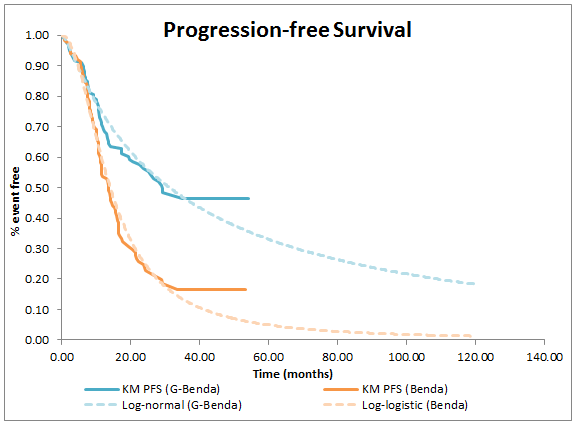 Progression-free Survival
1.00
0.90
0.80
0.70
0.60
0.50
0.40
0.30
0.20
0.10
0.00
% event free
0.00 20.00 40.00 60.00 80.00 100.00 120.00 140.00
Time (months)
KM PFS (G-Benda) KM PFS (Benda)
Log-normal (G-Benda) Log-logistic (Benda)